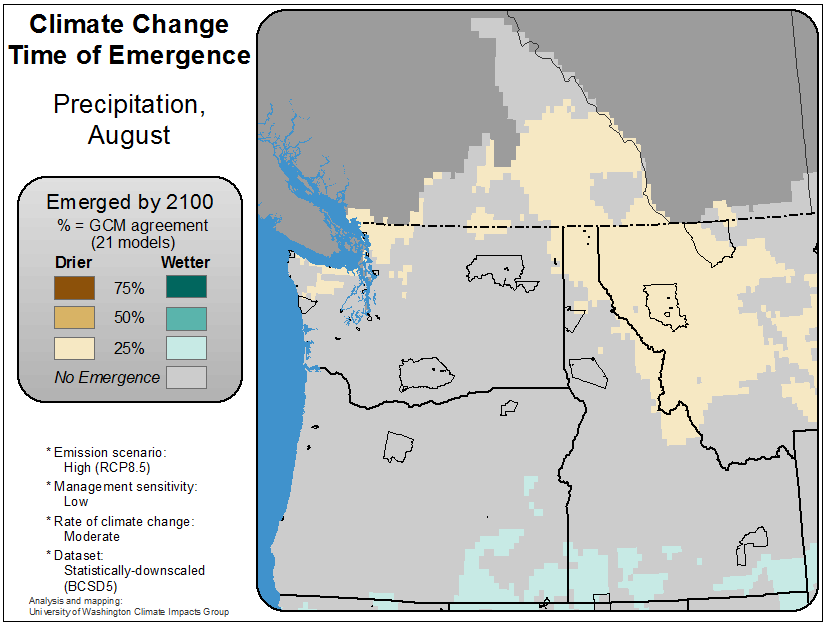 Climate Change
Time of Emergence
Precipitation,
August
Emerged by 2100
% = GCM agreement
(21 models)
Drier Wetter
75%
50%
25%
No Emergence
* Emission scenario:
High (RCP8.5)
* Management sensitivity:
Low
* Rate of climate change:
Moderate
* Dataset:
Statistically-downscaled
(BCSD5)
Analysis and mapping:
University of Washington Climate Impacts Group